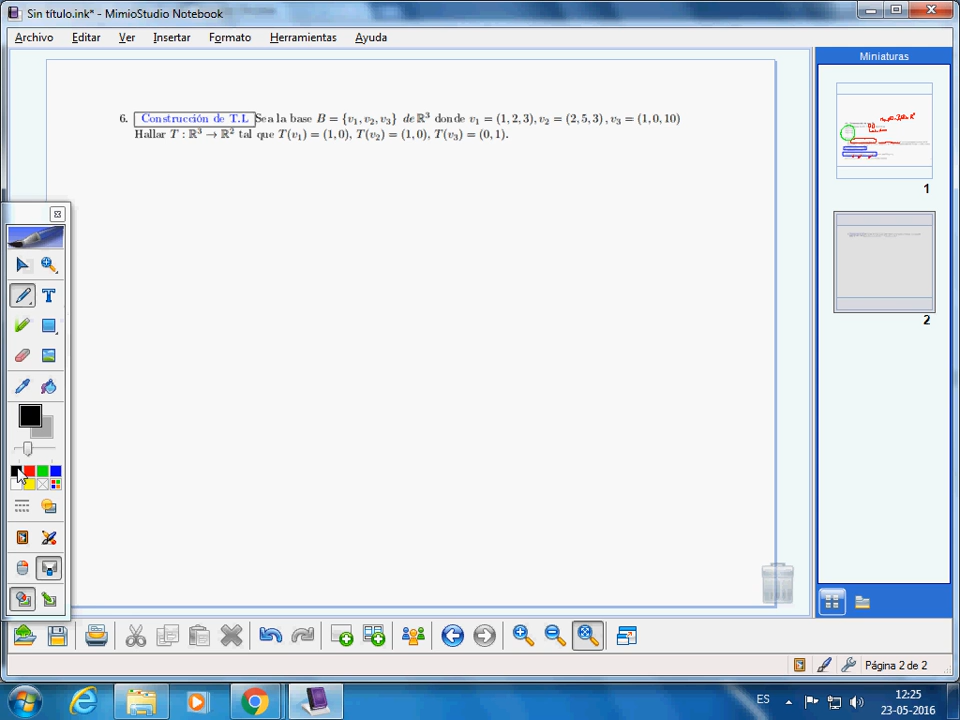 Sin título.ink* - MimioStudio Notebook
Archivo Editar Ver Insertar Formato Herramientas Ayuda
Miniaturas
6. Construcción de T.L Sea la base B = {v₁, v₂, v₃} de ℝ³ donde v₁ = (1, 2, 3), v₂ = (2, 5, 3) , v₃ = (1, 0, 10)
Hallar T : ℝ³ → ℝ² tal que T(v₁) = (1, 0), T(v₂) = (1, 0), T(v₃) = (0, 1).
1
2
T
Página 2 de 2
ES
12:25
23-05-2016